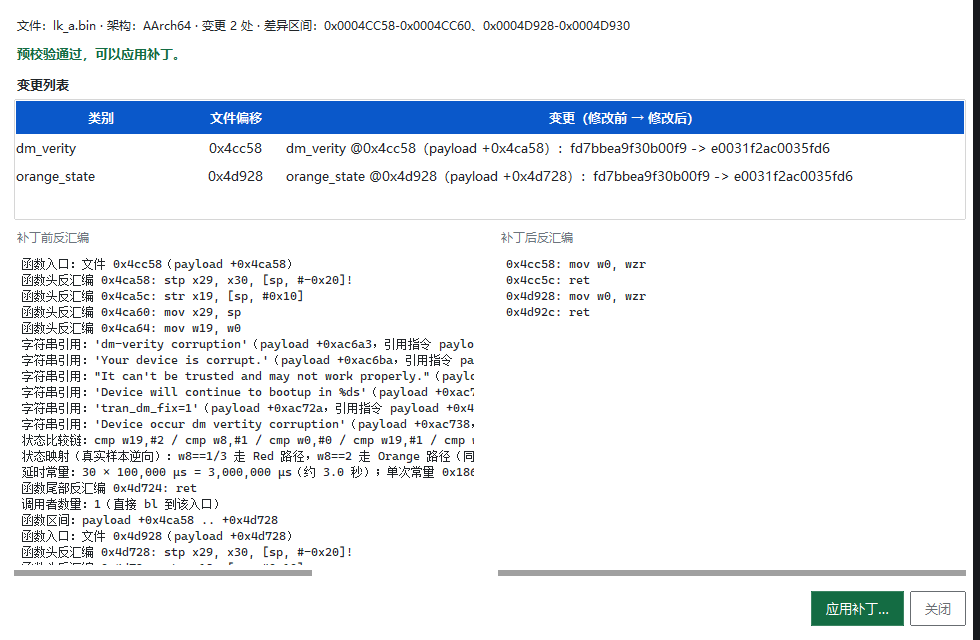 文件：lk_a.bin · 架构：AArch64 · 变更 2 处 · 差异区间：0x0004CC58-0x0004CC60、0x0004D928-0x0004D930
预校验通过，可以应用补丁。
变更列表
类别 文件偏移 变更（修改前 → 修改后）
dm_verity 0x4cc58 dm_verity @0x4cc58（payload +0x4ca58）: fd7bbea9f30b00f9 -> e0031f2ac0035fd6
orange_state 0x4d928 orange_state @0x4d928（payload +0x4d728）: fd7bbea9f30b00f9 -> e0031f2ac0035fd6
补丁前反汇编
函数入口：文件 0x4cc58（payload +0x4ca58）
函数头反汇编 0x4ca58: stp x29, x30, [sp, #-0x20]!
函数头反汇编 0x4ca5c: str x19, [sp, #0x10]
函数头反汇编 0x4ca60: mov x29, sp
函数头反汇编 0x4ca64: mov w19, w0
字符串引用：'dm-verity corruption'（payload +0xac6a3，引用指令 paylo
字符串引用：'Your device is corrupt.'（payload +0xac6ba，引用指令 pa
字符串引用："It can't be trusted and may not work properly."（paylo
字符串引用：'Device will continue to bootup in %ds'（payload +0xac7
字符串引用：'tran_dm_fix=1'（payload +0xac72a，引用指令 payload +0x4
字符串引用：'Device occur dm vertity corruption'（payload +0xac738，
状态比较链：cmp w19,#2 / cmp w8,#1 / cmp w0,#0 / cmp w19,#1 / cmp w
状态映射（真实样本逆向）：w8==1/3 走 Red 路径，w8==2 走 Orange 路径（同
延时常量：30 × 100,000 μs = 3,000,000 μs（约 3.0 秒）；单次常量 0x186
函数尾部反汇编 0x4d724: ret
调用者数量：1（直接 bl 到该入口）
函数区间：payload +0x4ca58 .. +0x4d728
函数入口：文件 0x4d928（payload +0x4d728）
函数头反汇编 0x4d728: stp x29, x30, [sp, #-0x20]!
补丁后反汇编
0x4cc58: mov w0, wzr
0x4cc5c: ret
0x4d928: mov w0, wzr
0x4d92c: ret
应用补丁...
关闭